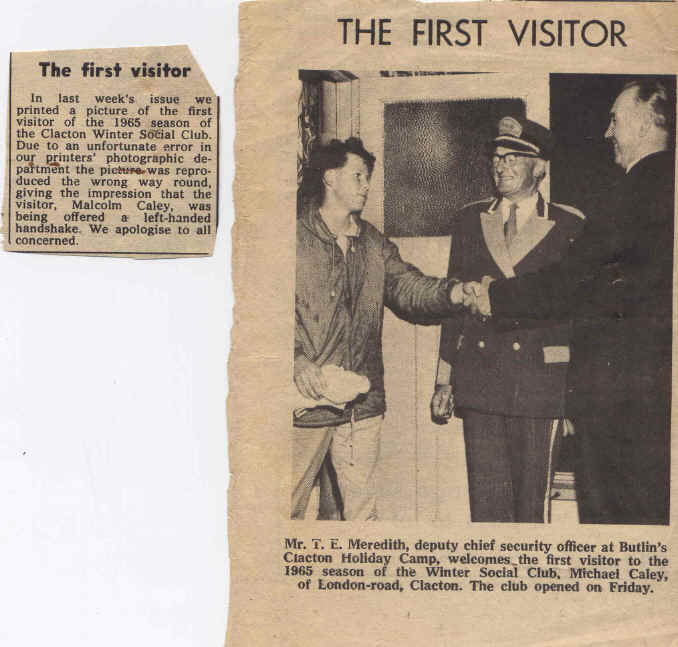 The first visitor
In last week's issue we
printed a picture of the first
visitor of the 1965 season of
the Clacton Winter Social Club.
Due to an unfortunate error in
our printers' photographic de-
partment the picture was repro-
duced the wrong way round,
giving the impression that the
visitor, Malcolm Caley, was
being offered a left-handed
handshake. We apologise to all
concerned.
THE FIRST VISITOR
Mr. T. E. Meredith, deputy chief security officer at Butlin's
Clacton Holiday Camp, welcomes the first visitor to the
1965 season of the Winter Social Club, Michael Caley,
of London-road, Clacton. The club opened on Friday.